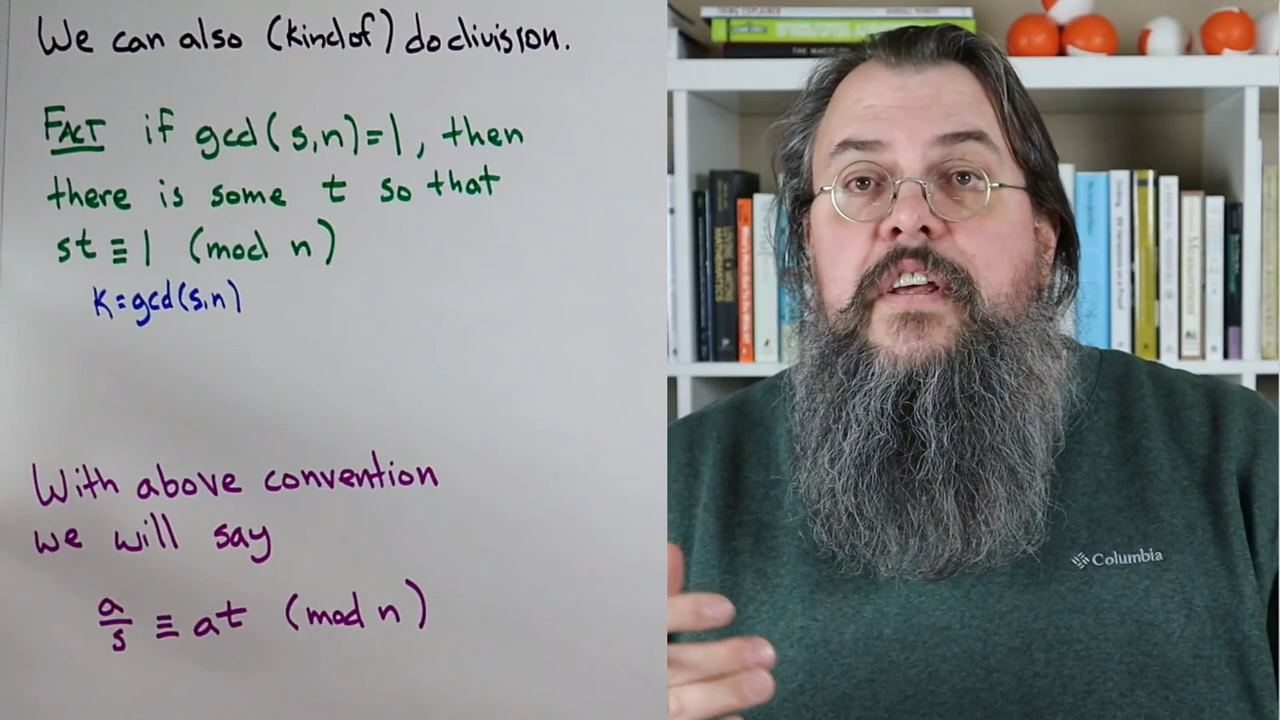 We can also (kind of) do division.
FACT if gcd(s,n)=1, then
there is some t so that
st ≡ 1 (mod n)
K=gcd(s,n)
With above convention
we will say
a/s ≡ at (mod n)
Columbia